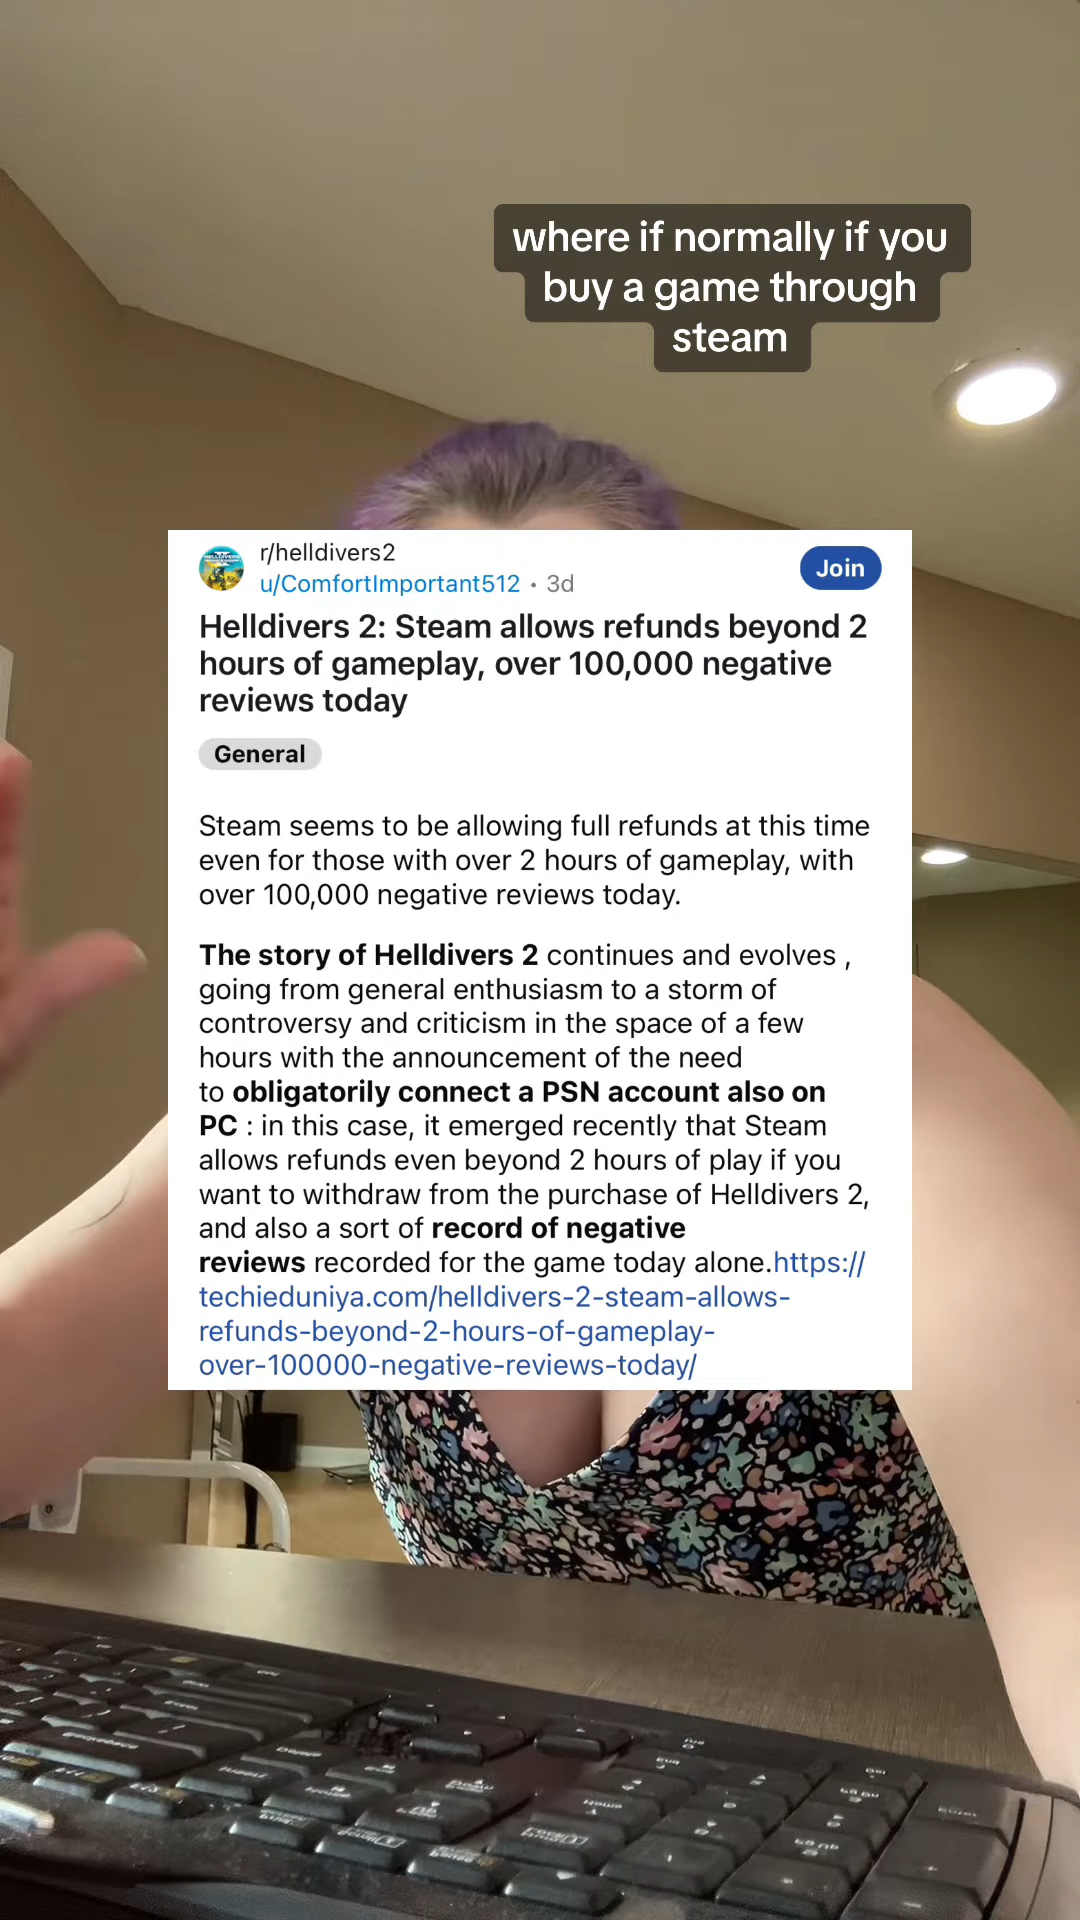 where if normally if you
buy a game through
steam
r/helldivers2
u/ComfortImportant512 • 3d
Join
Helldivers 2: Steam allows refunds beyond 2
hours of gameplay, over 100,000 negative
reviews today
General
Steam seems to be allowing full refunds at this time
even for those with over 2 hours of gameplay, with
over 100,000 negative reviews today.
The story of Helldivers 2 continues and evolves ,
going from general enthusiasm to a storm of
controversy and criticism in the space of a few
hours with the announcement of the need
to obligatorily connect a PSN account also on
PC : in this case, it emerged recently that Steam
allows refunds even beyond 2 hours of play if you
want to withdraw from the purchase of Helldivers 2,
and also a sort of record of negative
reviews recorded for the game today alone.https://
techieduniya.com/helldivers-2-steam-allows-
refunds-beyond-2-hours-of-gameplay-
over-100000-negative-reviews-today/